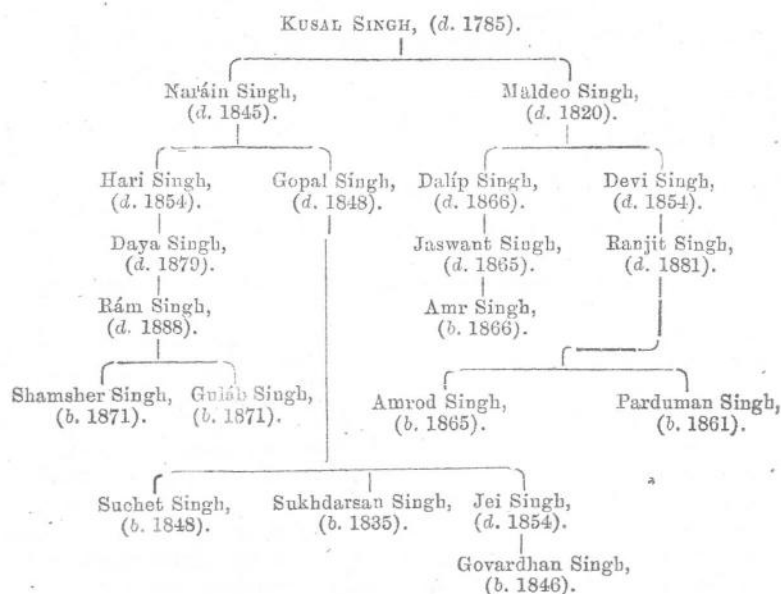 KUSAL SINGH, (d. 1785).
Naráin Singh, Maldeo Singh,
(d. 1845). (d. 1820).
Hari Singh, Gopal Singh, Dalíp Singh, Devi Singh,
(d. 1854). (d. 1848). (d. 1866). (d. 1854).
Daya Singh, Jaswant Singh, Ranjit Singh,
(d. 1879). (d. 1865). (d. 1881).
Rám Singh, Amr Singh,
(d. 1888). (b. 1866).
Shamsher Singh, Guláb Singh, Amrod Singh, Parduman Singh,
(b. 1871). (b. 1871). (b. 1865). (b. 1861).
Suchet Singh, Sukhdarsan Singh, Jei Singh,
(b. 1848). (b. 1835). (d. 1854).
Govardhan Singh,
(b. 1846).